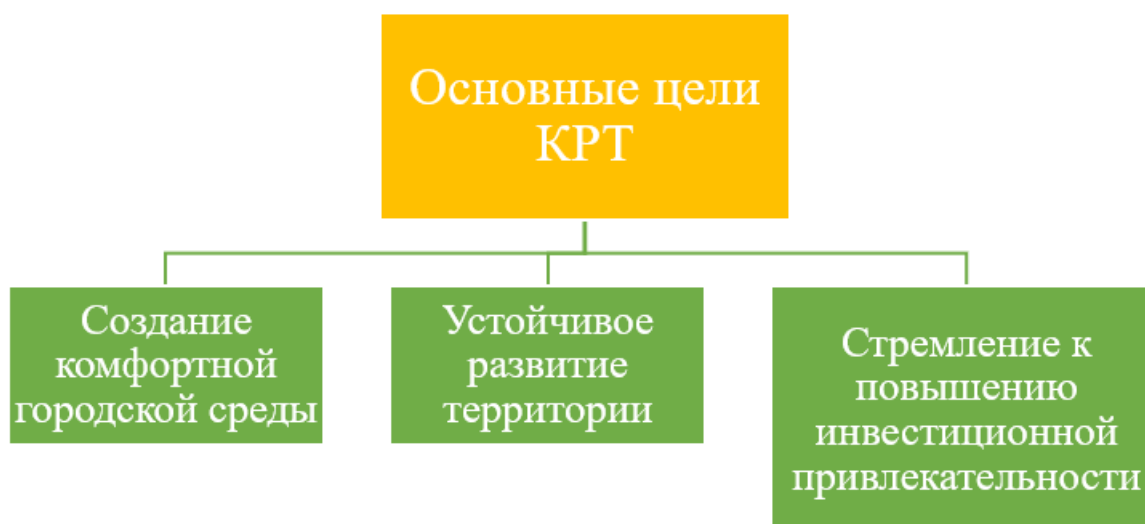 Основные цели
КРТ
Создание
комфортной
городской среды
Устойчивое
развитие
территории
Стремление к
повышению
инвестиционной
привлекательности